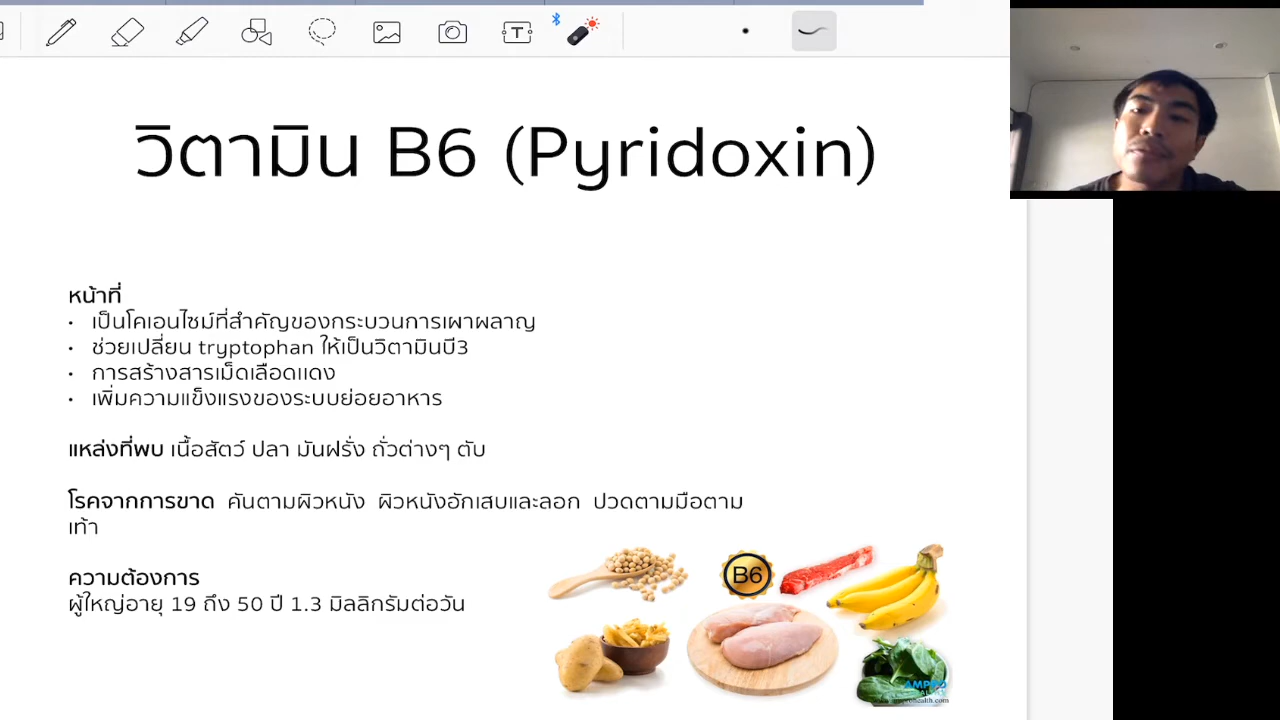 วิตามิน B6 (Pyridoxin)
หน้าที่
• เป็นโคเอนไซม์ที่สำคัญของกระบวนการเผาผลาญ
• ช่วยเปลี่ยน tryptophan ให้เป็นวิตามินบี3
• การสร้างสารเม็ดเลือดแดง
• เพิ่มความแข็งแรงของระบบย่อยอาหาร
แหล่งที่พบ เนื้อสัตว์ ปลา มันฝรั่ง ถั่วต่างๆ ตับ
โรคจากการขาด คันตามผิวหนัง ผิวหนังอักเสบและลอก ปวดตามมือตาม
เท้า
ความต้องการ
ผู้ใหญ่อายุ 19 ถึง 50 ปี 1.3 มิลลิกรัมต่อวัน
B6
AMPRO